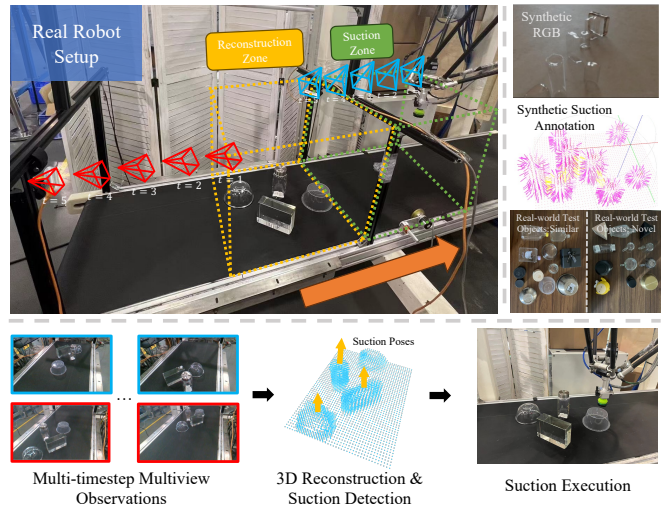 Real Robot
Setup
Reconstruction
Zone
Suction
Zone
t = 5
t = 4
t = 3
t = 2
t = 1
Synthetic
RGB
Synthetic Suction
Annotation
Real-world Test
Objects: Similar
Real-world Test
Objects: Novel
...
Suction Poses
Multi-timestep Multiview
Observations
3D Reconstruction &
Suction Detection
Suction Execution